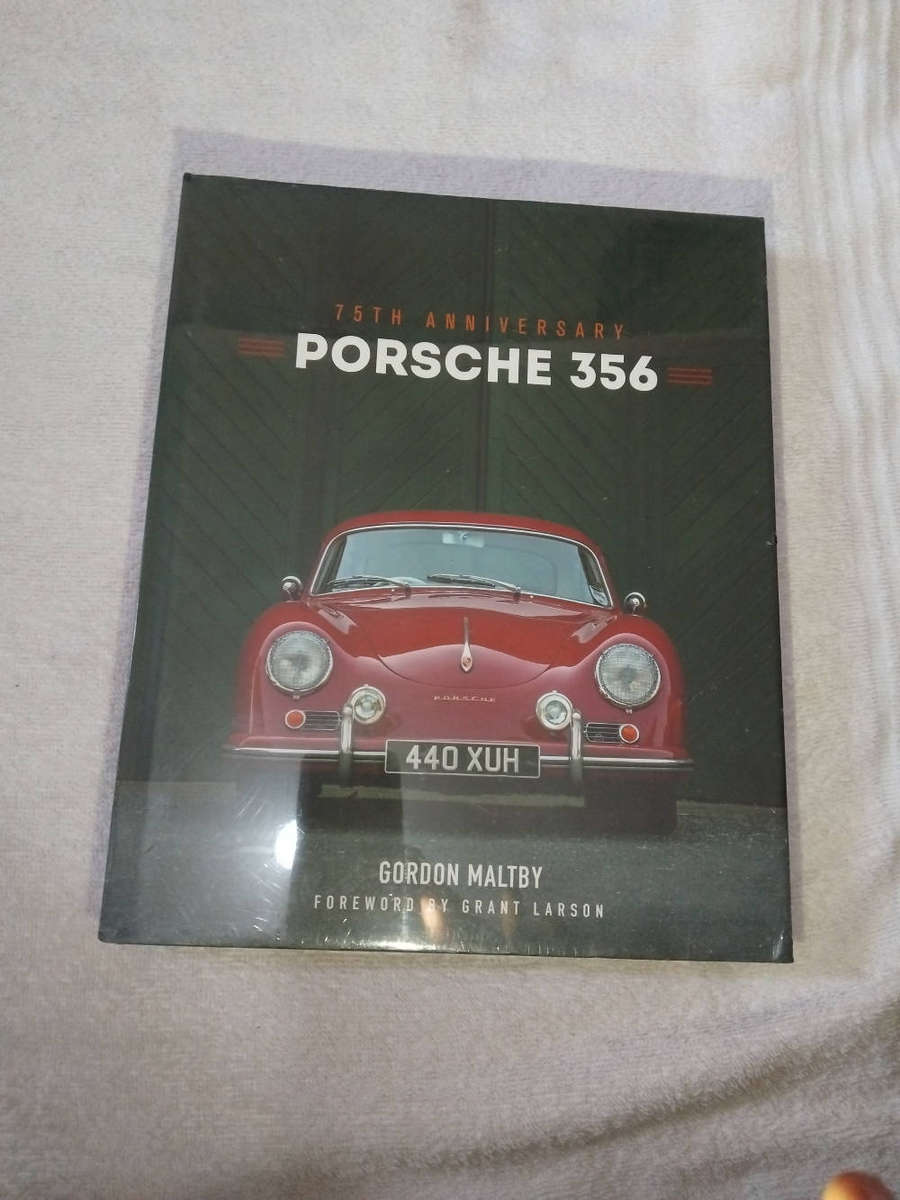 75TH ANNIVERSARY
PORSCHE 356
PORSCHE
440 XUH
GORDON MALTBY
FOREWORD BY GRANT LARSON